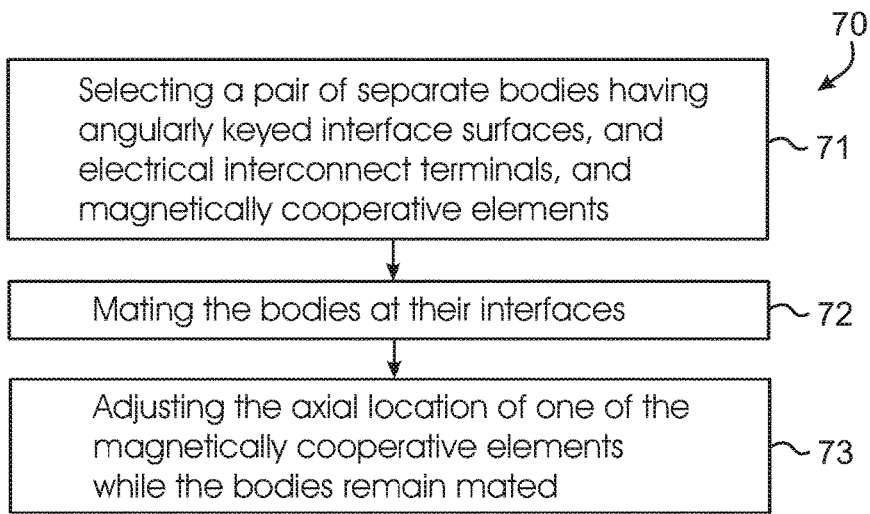 70
Selecting a pair of separate bodies having
angularly keyed interface surfaces, and
electrical interconnect terminals, and
magnetically cooperative elements
71
Mating the bodies at their interfaces
72
Adjusting the axial location of one of the
magnetically cooperative elements
while the bodies remain mated
73